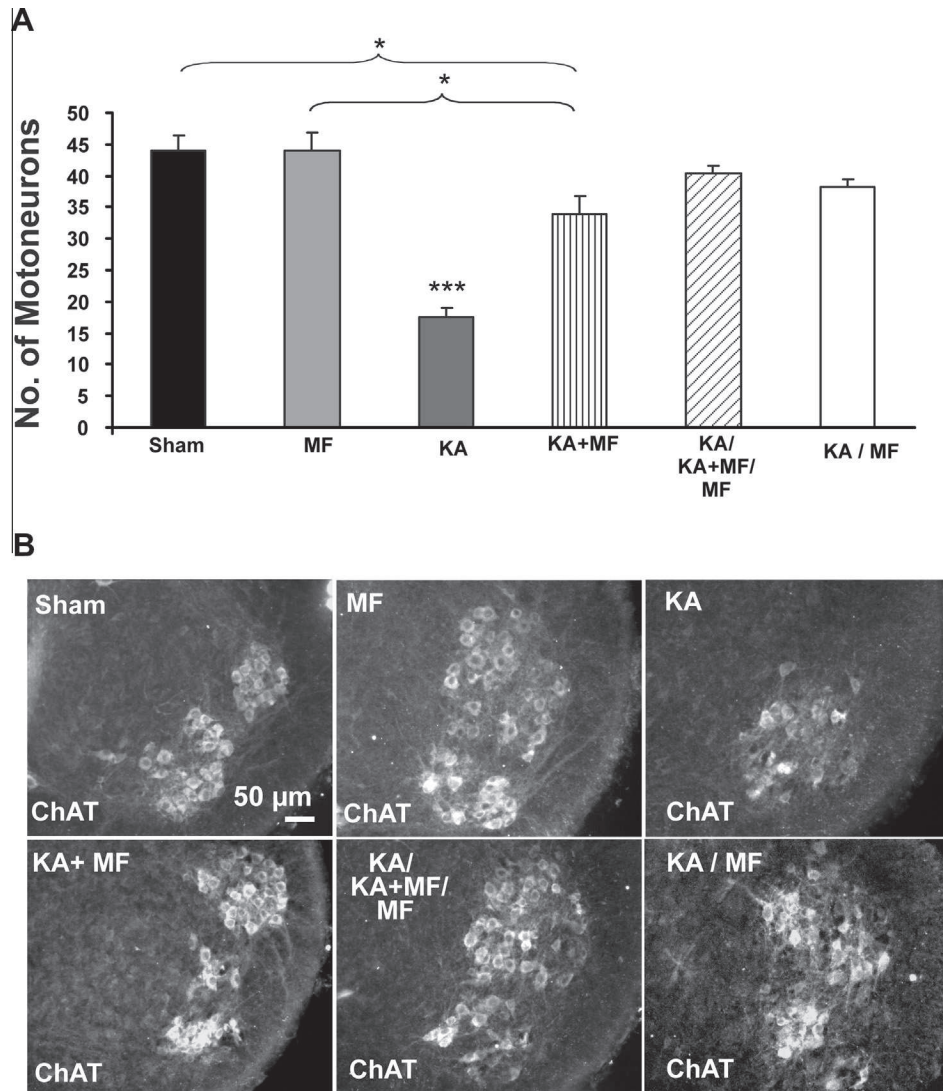 A
*
*
No. of Motoneurons
50
45
40
35
30
25
20
15
10
5
0
***
Sham
MF
KA
KA+MF
KA/
KA+MF/
MF
KA / MF
B
Sham
ChAT
50 µm
MF
ChAT
KA
ChAT
KA+ MF
ChAT
KA/
KA+MF/
MF
ChAT
KA / MF
ChAT